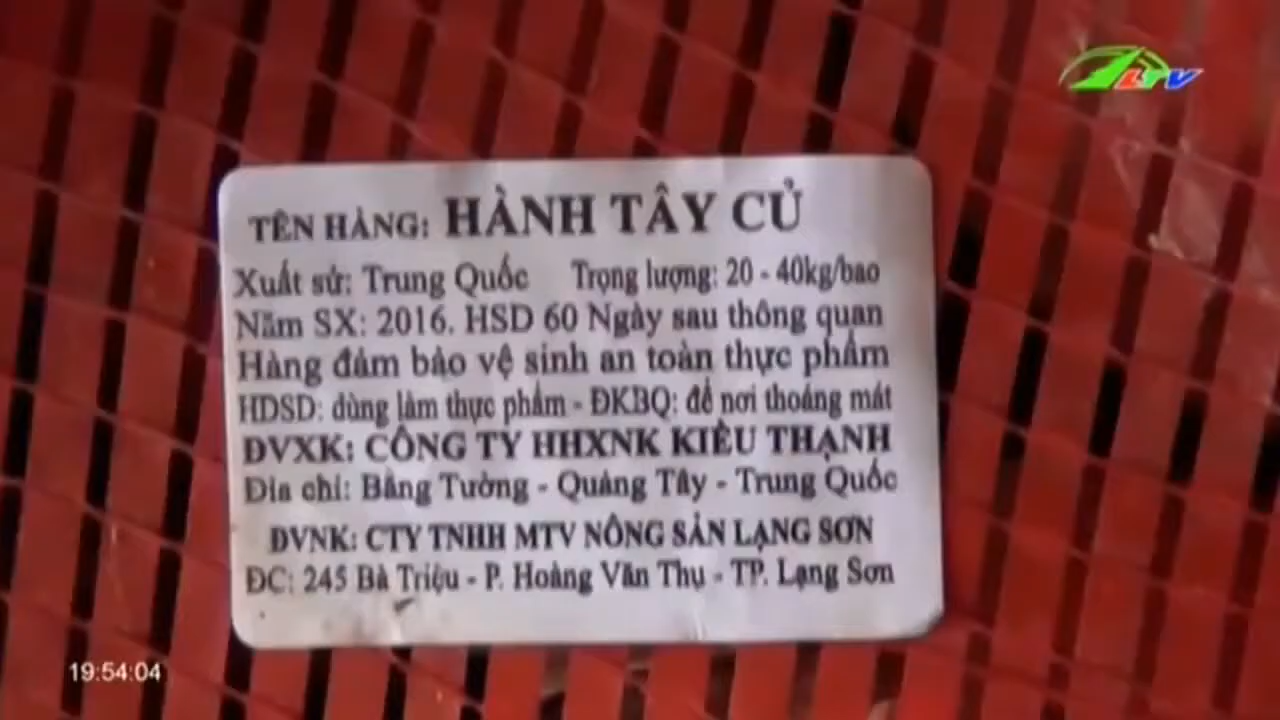 LTV
TÊN HÀNG: HÀNH TÂY CỦ
Xuất sứ: Trung Quốc Trọng lượng: 20 - 40kg/bao
Năm SX: 2016. HSD 60 Ngày sau thông quan
Hàng đảm bảo vệ sinh an toàn thực phẩm
HDSD: dùng làm thực phẩm - ĐKBQ: để nơi thoáng mát
ĐVXK: CÔNG TY HHXNK KIỀU THẠNH
Địa chỉ: Bằng Tường - Quảng Tây - Trung Quốc
ĐVNK: CTY TNHH MTV NÔNG SẢN LẠNG SƠN
ĐC: 245 Bà Triệu - P. Hoàng Văn Thụ - TP. Lạng Sơn
19:54:04